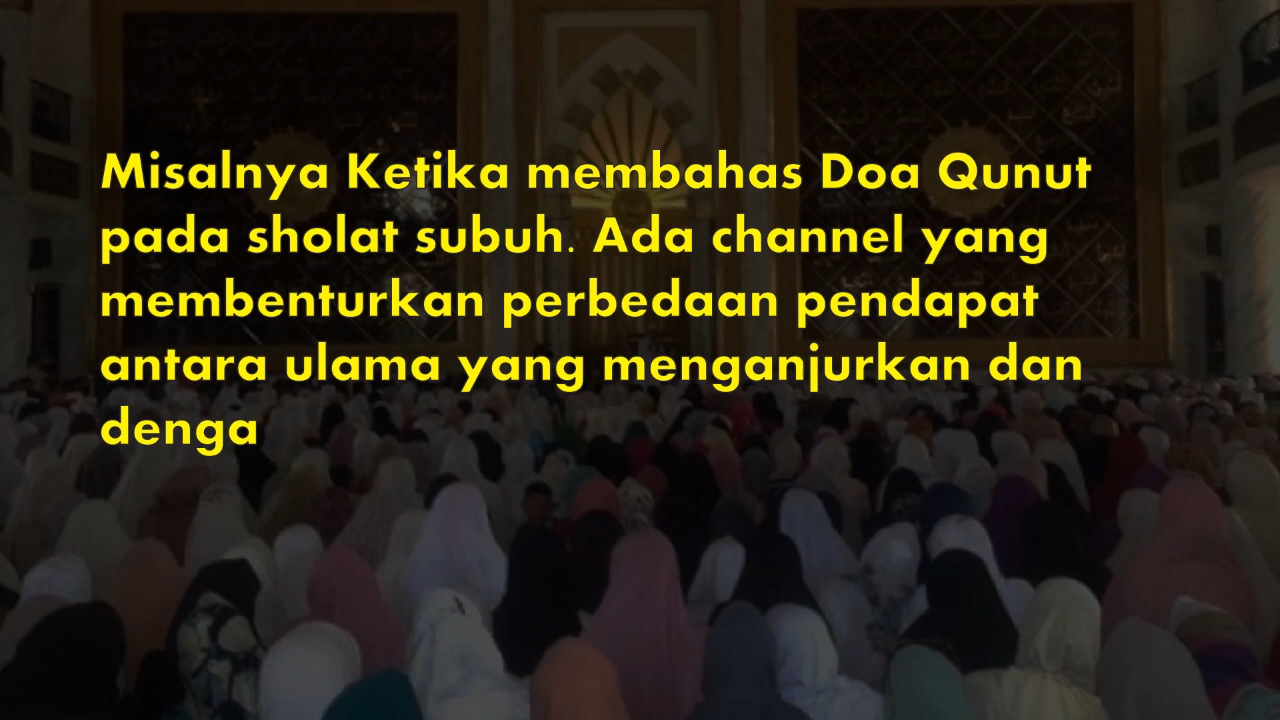 Misalnya Ketika membahas Doa Qunut
pada sholat subuh. Ada channel yang
membenturkan perbedaan pendapat
antara ulama yang menganjurkan dan
denga